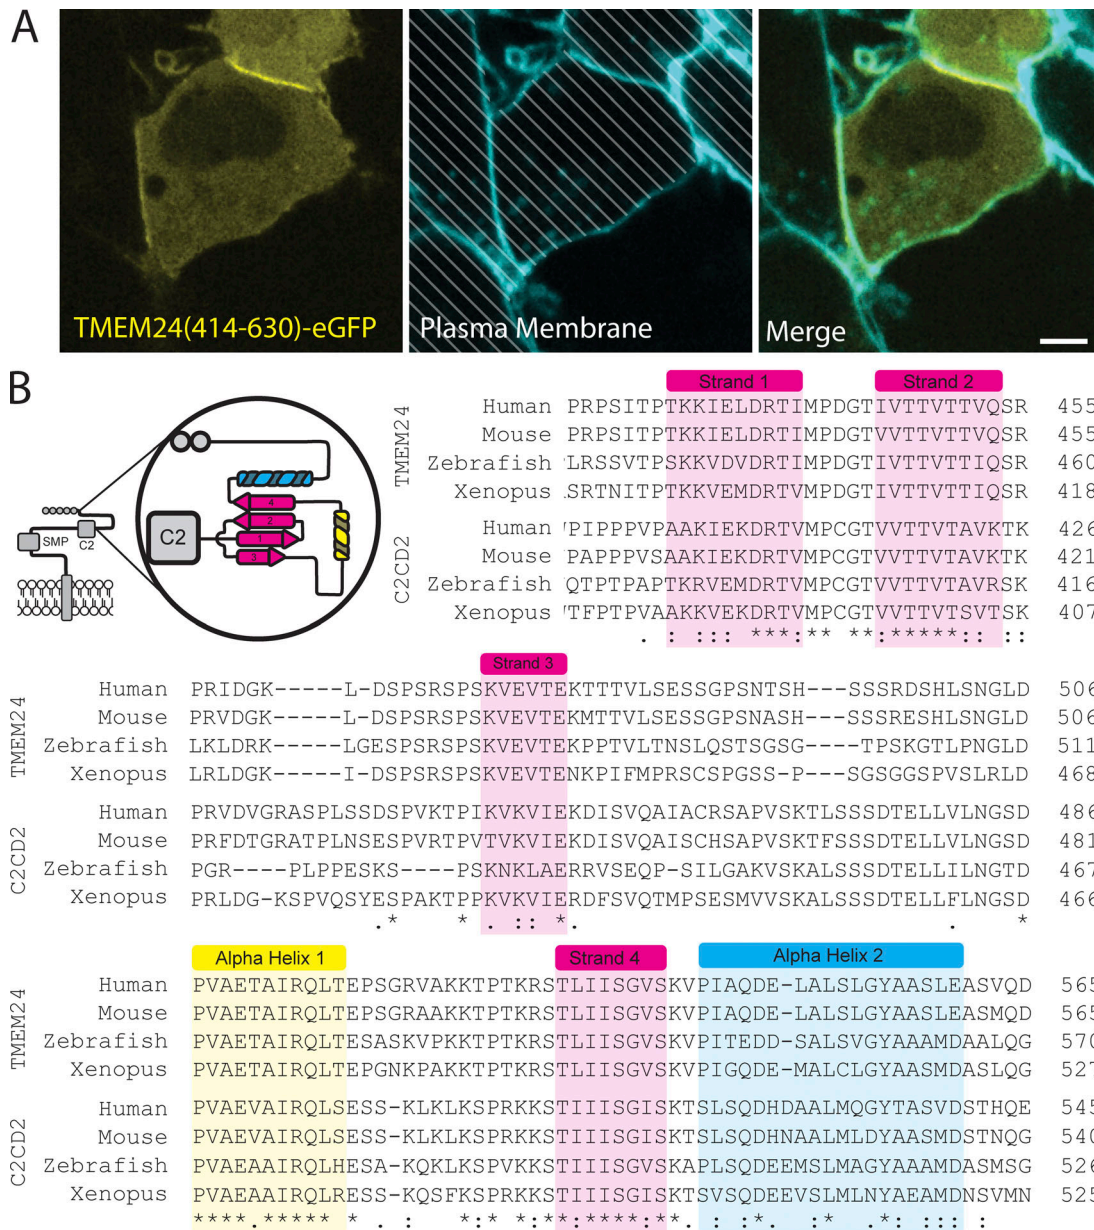 A
TMEM24(414-630)-eGFP
Plasma Membrane
Merge
B
SMP
C2
C2
4
2
1
3
Strand 1 Strand 2
TMEM24
Human PRPSITPTKKIELDRTIMPDGTIVTTVTTVQSR 455
Mouse PRPSITPTKKIELDRTIMPDGTVVTTVTTVQSR 455
Zebrafish LRSSVTPSKKVDVDRTIMPDGTVVTTVTTIQSR 460
Xenopus SRTNITPTKKVEMDRTVMPDGTIVTTVTTIQSR 418
C2CD2
Human PIPPPVPAAKIEKDRTVMPCGTVVTTVTAVKTK 426
Mouse PAPPPVSAAKIEKDRTVMPCGTVVTTVTAVKTK 421
Zebrafish QTPTPAPTKRVEMDRTVMPCGTVVTTVTAVRSK 416
Xenopus TFPTPVAAKKVEKDRTVMPCGTVVTTVTSVTSK 407
. : ::: ***:** **:*****:: ::
Strand 3
TMEM24
Human PRIDGK-----L-DSPSRSPSKVEVTEKTTTVLSESSGPSNTSH---SSSRDSHLSNGLD 506
Mouse PRVDGK-----L-DSPSRSPSKVEVTEKMTTVLSESSGPSNASH---SSSRESHLSNGLD 506
Zebrafish LKLDRK-----LGESPSRSPSKVEVTEKPPTVLTNSLQSTSGSG----TPSKGTLPNGLD 511
Xenopus LRLDGK-----I-DSPSRSPSKVEVTENKPIFMPRSCSPGSS-P---SGSGGSPVSLRLD 468
C2CD2
Human PRVDVGRASPLSSDSPVKTPIKVKVIEKDISVQAIACRSAPVSKTLSSSDTELLVLNGSD 486
Mouse PRFDTGRATPLNSESPVRTPVTVKVIEKDISVQAISCHSAPVSKTFSSSDTELLVLNGSD 481
Zebrafish PGR----PLPPESKS----PSKNKLAERRVSEQP-SILGAKVSKALSSSDTELLILNGTD 467
Xenopus PRLDG-KSPVQSYESPAKTPPKVKVIERDFSVQTMPSESMVVSKALSSSDTELLFLNGSD 466
.* * . :: *. . *
Alpha Helix 1 Strand 4 Alpha Helix 2
TMEM24
Human PVAETAIRQLTEPSGRVAKKTPTKRSTLIISGVSKVPIAQDE-LALSLGYAASLEASVQD 565
Mouse PVAETAIRQLTEPSGRAAKKTPTKRSTLIISGVSKVPIAQDE-LALSLGYAASLEASMQD 565
Zebrafish PVAETAIRQLTESASKVPKKTPTKRSTLIISGVSKVPITEDD-SALSVGYAAAMDAALQG 570
Xenopus PVAETAIRQLTEPGNKPAKKTPTKRSTLIISGVSKVPIGQDE-MALCLGYAASMDASLQG 527
C2CD2
Human PVAEVAIRQLSESS-KLKLKSPRKKSTIIISGISKTSLSQDHDAALMQGYTASVDSTHQE 545
Mouse PVAEVAIRQLSESS-KLKLKSPRKKSTIIISGISKTSLSQDHNAALMLDYAASMDSTNQG 540
Zebrafish PVAEAAIRQLHESA-KQKLKSPVKKSTIIISGVSKAPLSQDEEMSLMAGYAAAMDASMSG 526
Xenopus PVAEAAIRQLRESS-KQSFKSPRKKSTIIISGISKTSVSQDEEVSLMLNYAEAMDNSVMN 525
****.***** * . : *:* *:**:****:**. : :*. :* .*: ::: :